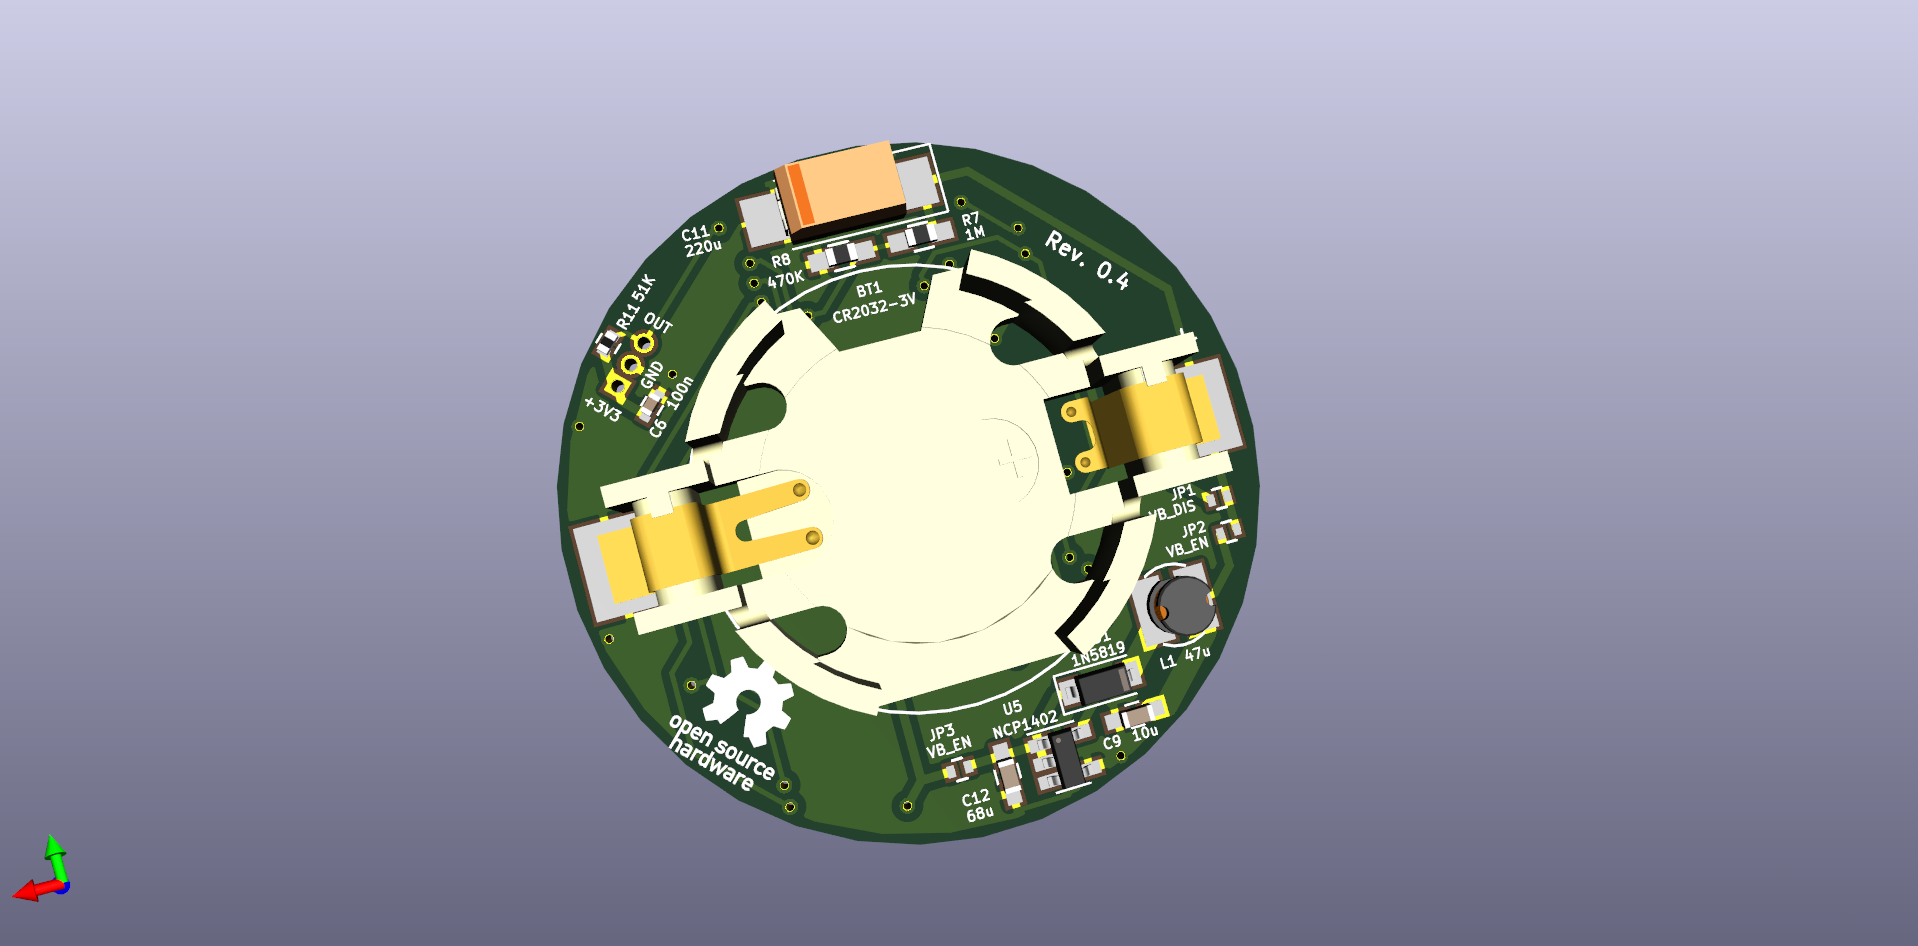 C11
220u
R7
1M
R8
470K
Rev. 0.4
BT1
CR2032-3V
R11 51K
OUT
GND
+3V3
C6 100n
JP1
VB_DIS
JP2
VB_EN
L1 47u
1N5819
U5
NCP1402
C9 10u
JP3
VB_EN
C12
68u
open source
hardware